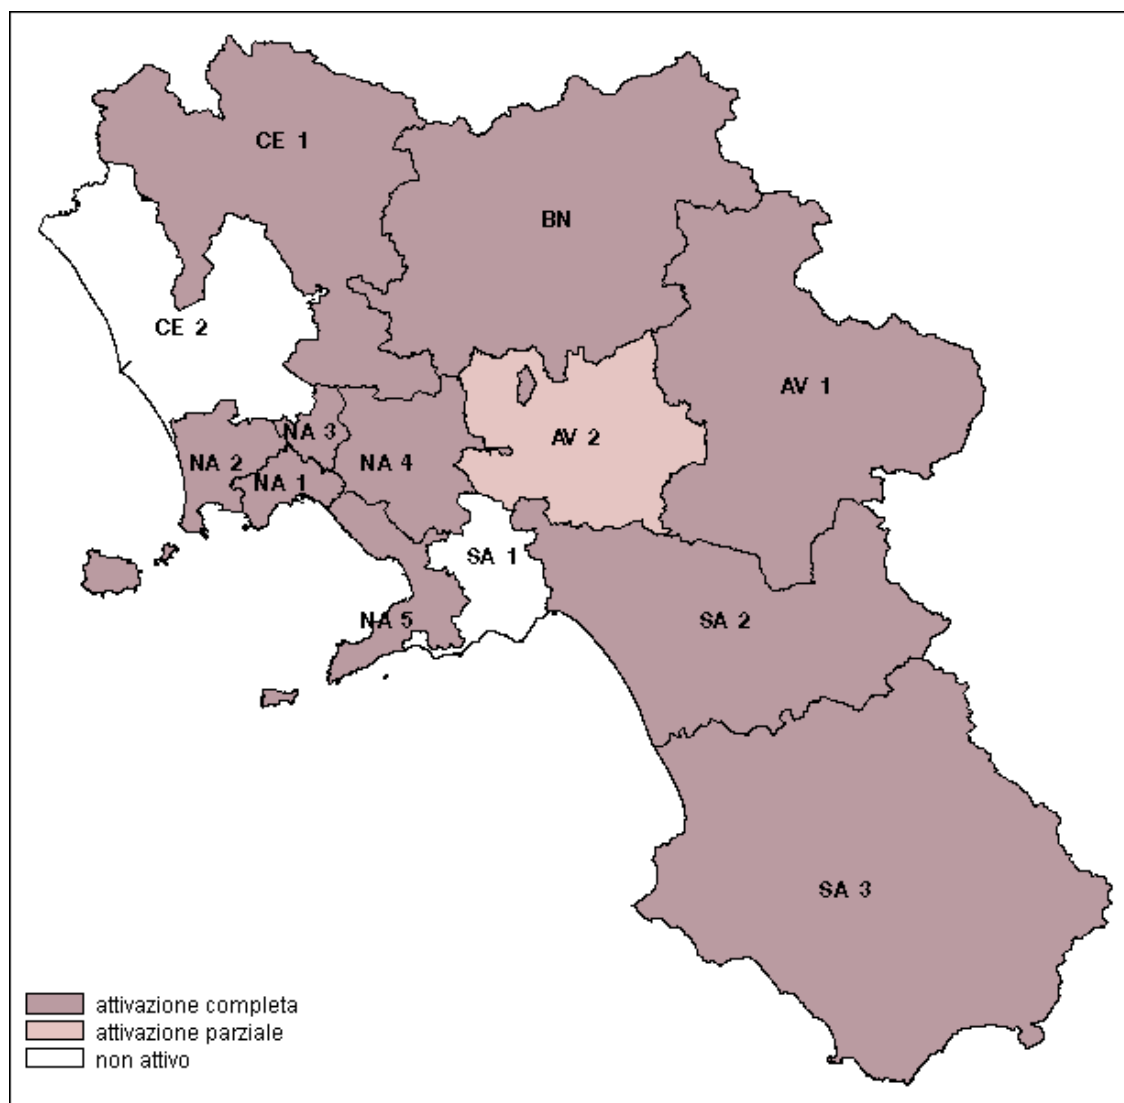 CE 1
BN
CE 2
AV 1
NA 3
AV 2
NA 2
NA 4
NA 1
SA 1
NA 5
SA 2
SA 3
attivazione completa
attivazione parziale
non attivo